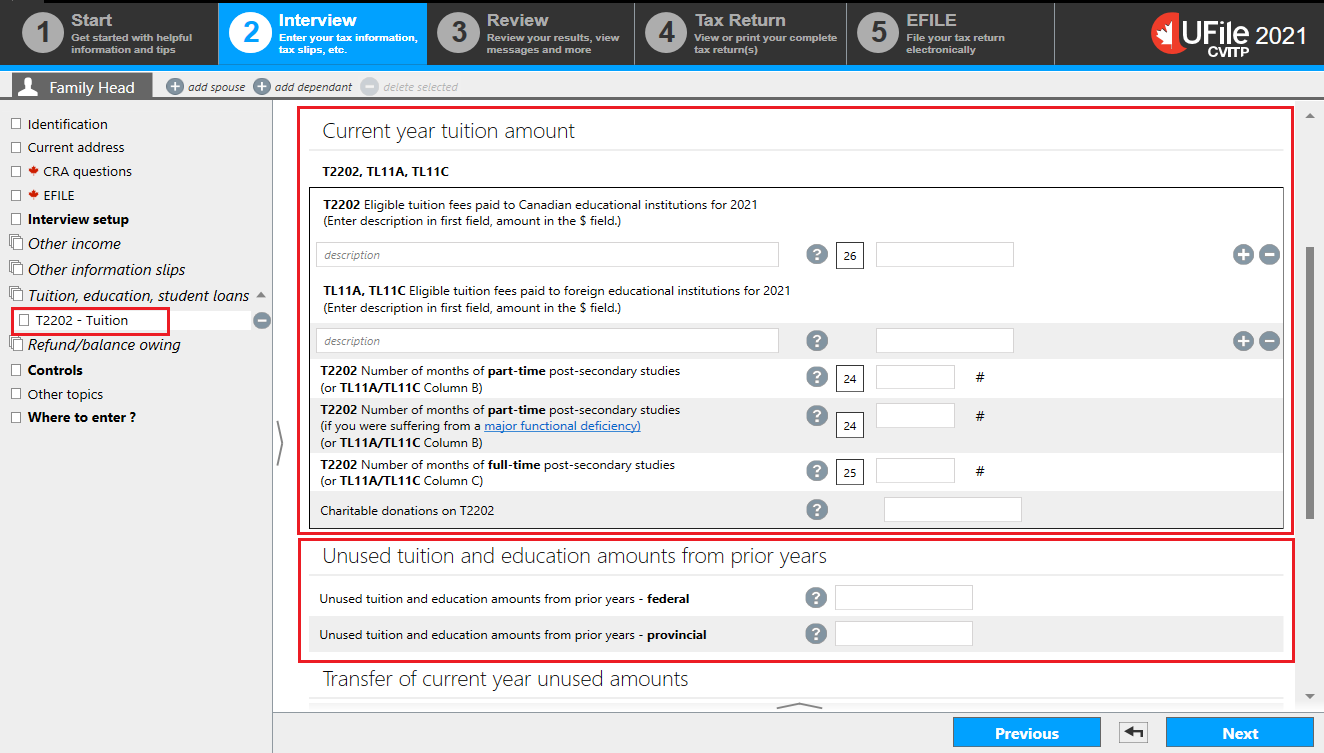 1 Start
Get started with helpful
information and tips
2 Interview
Enter your tax information,
tax slips, etc.
3 Review
Review your results, view
messages and more
4 Tax Return
View or print your complete
tax return(s)
5 EFILE
File your tax return
electronically
UFile 2021
CVITP
Family Head
+ add spouse + add dependant − delete selected
Identification
Current address
CRA questions
EFILE
Interview setup
Other income
Other information slips
Tuition, education, student loans
T2202 - Tuition
Refund/balance owing
Controls
Other topics
Where to enter ?
Current year tuition amount
T2202, TL11A, TL11C
T2202 Eligible tuition fees paid to Canadian educational institutions for 2021
(Enter description in first field, amount in the $ field.)
description ? 26 + −
TL11A, TL11C Eligible tuition fees paid to foreign educational institutions for 2021
(Enter description in first field, amount in the $ field.)
description ? + −
T2202 Number of months of part-time post-secondary studies
(or TL11A/TL11C Column B) ? 24 #
T2202 Number of months of part-time post-secondary studies
(if you were suffering from a major functional deficiency)
(or TL11A/TL11C Column B) ? 24 #
T2202 Number of months of full-time post-secondary studies
(or TL11A/TL11C Column C) ? 25 #
Charitable donations on T2202 ?
Unused tuition and education amounts from prior years
Unused tuition and education amounts from prior years - federal ?
Unused tuition and education amounts from prior years - provincial ?
Transfer of current year unused amounts
Previous Next